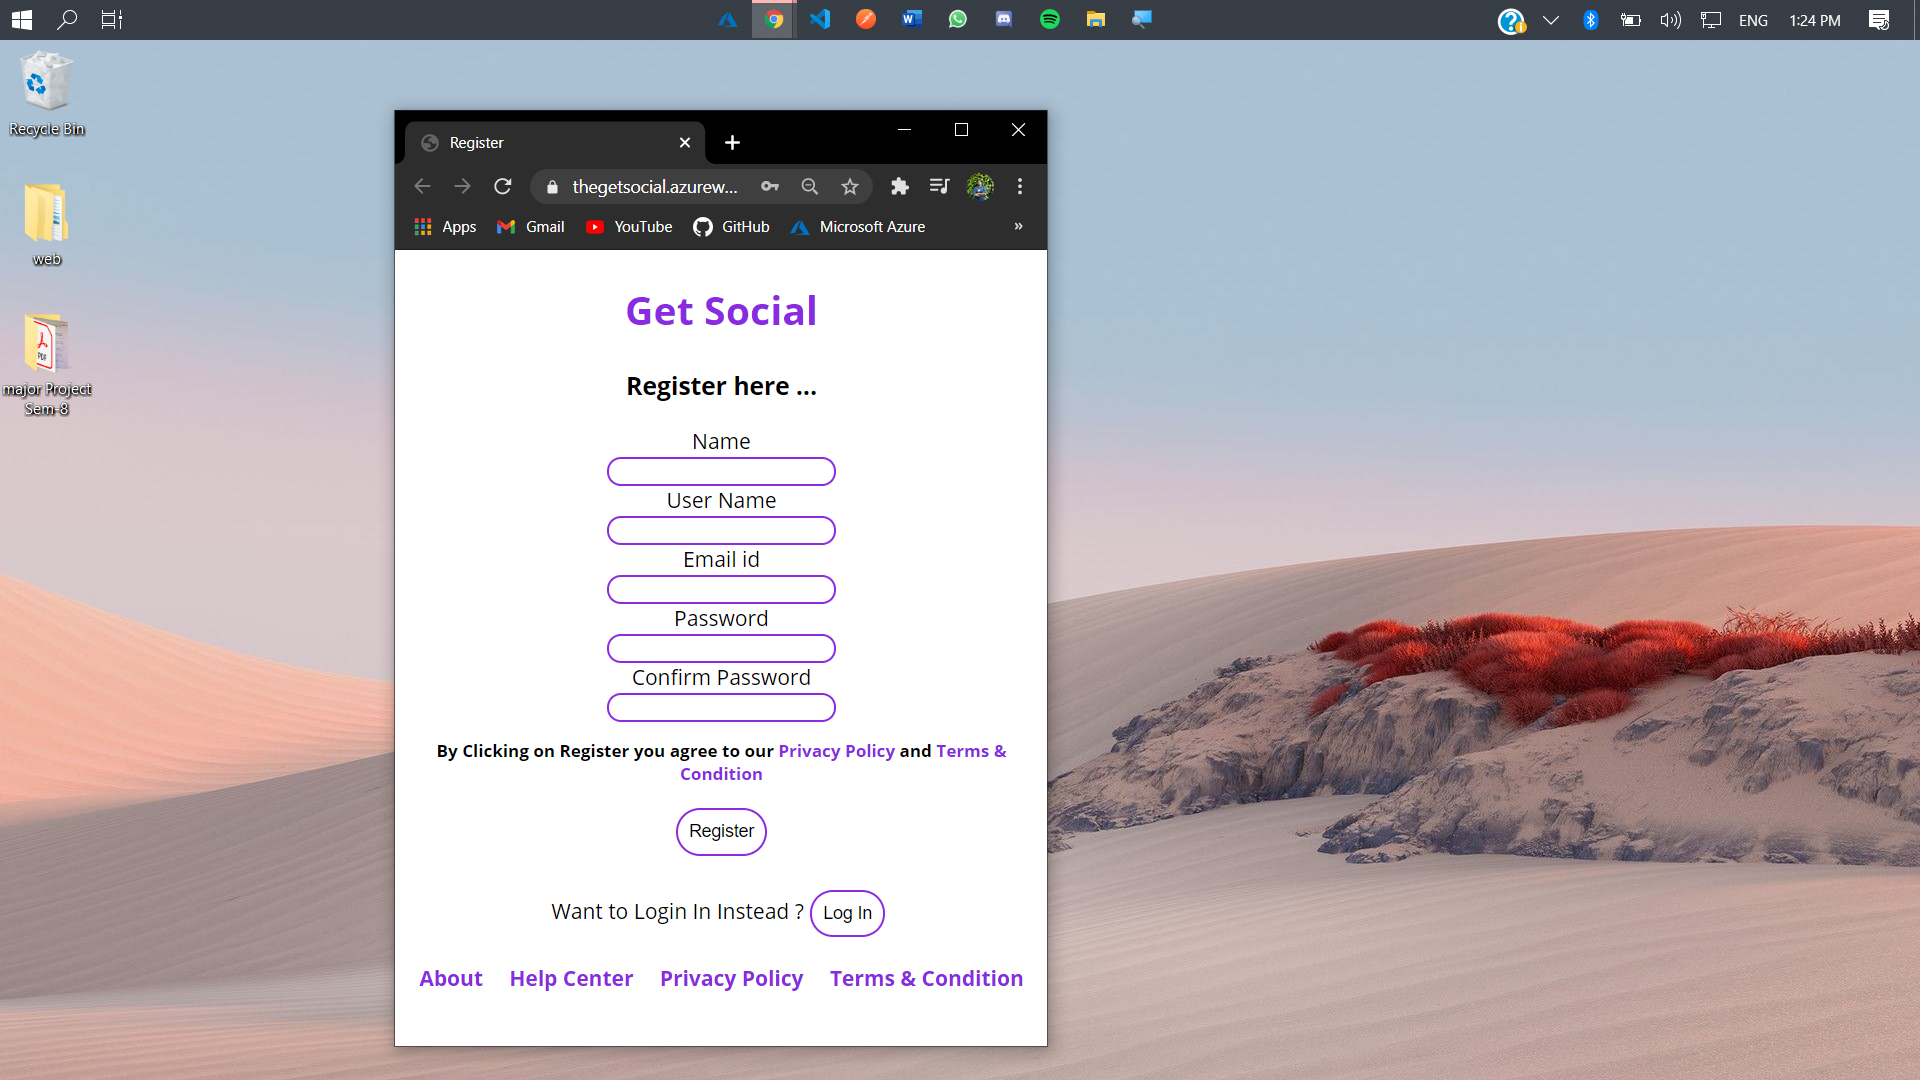 ENG
1:24 PM
Recycle Bin
web
major Project
Sem-8
Register
thegetsocial.azurew...
Apps
Gmail
YouTube
GitHub
Microsoft Azure
»
Get Social
Register here ...
Name
User Name
Email id
Password
Confirm Password
By Clicking on Register you agree to our Privacy Policy and Terms &
Condition
Register
Want to Login In Instead ? Log In
About Help Center Privacy Policy Terms & Condition
PDF